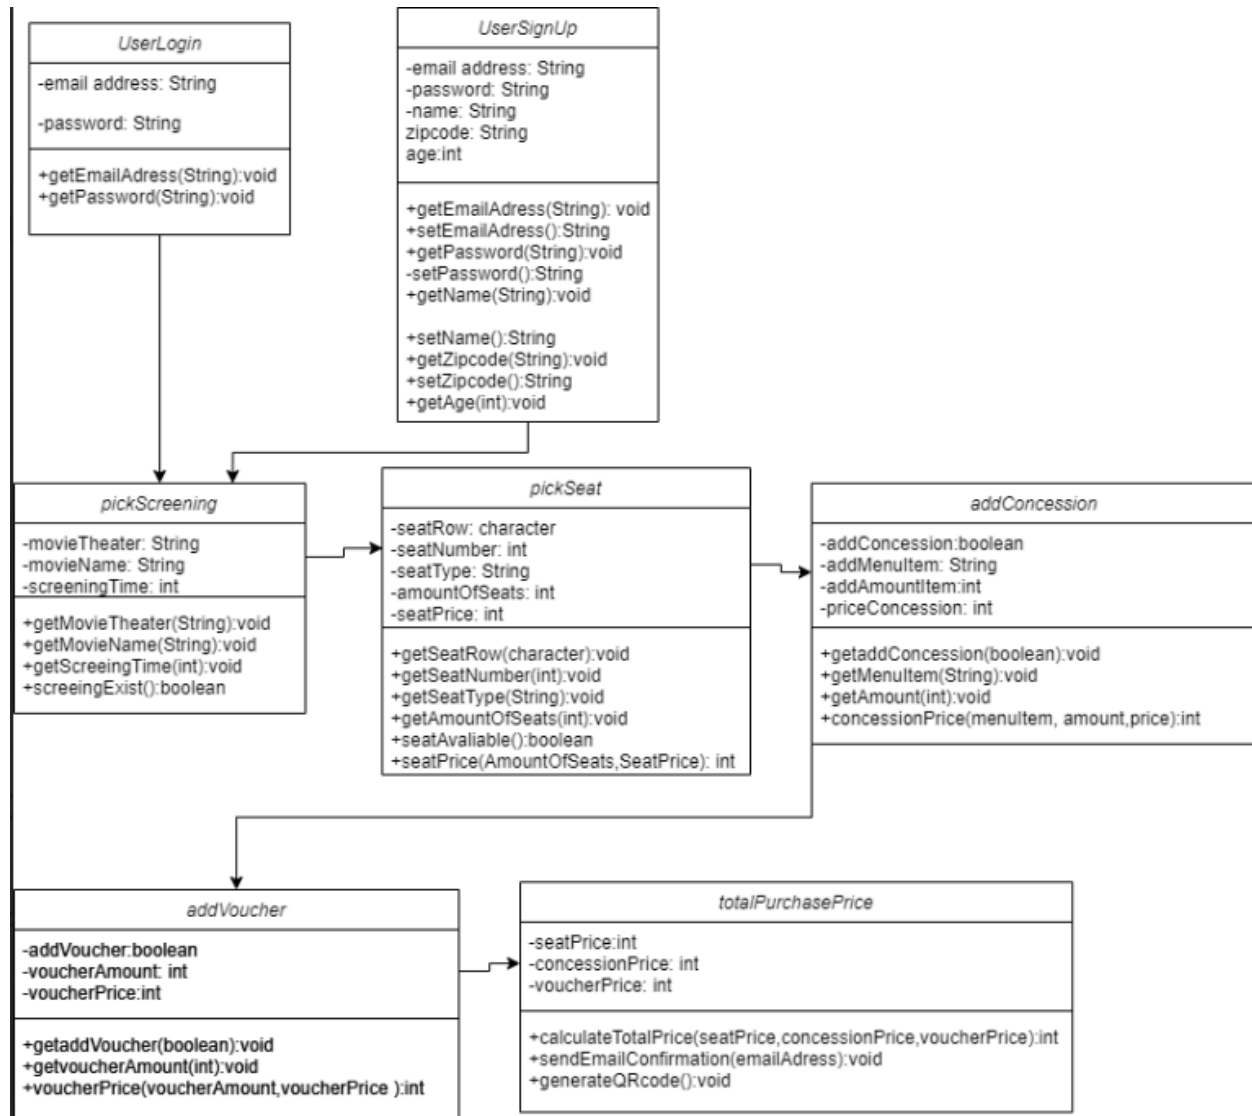 UserLogin
-email address: String
-password: String
+getEmailAdress(String):void
+getPassword(String):void
UserSignUp
-email address: String
-password: String
-name: String
zipcode: String
age:int
+getEmailAdress(String): void
+setEmailAdress():String
+getPassword(String):void
-setPassword():String
+getName(String):void
+setName():String
+getZipcode(String):void
+setZipcode():String
+getAge(int):void
pickScreening
-movieTheater: String
-movieName: String
-screeningTime: int
+getMovieTheater(String):void
+getMovieName(String):void
+getScreeingTime(int):void
+screeingExist():boolean
pickSeat
-seatRow: character
-seatNumber: int
-seatType: String
-amountOfSeats: int
-seatPrice: int
+getSeatRow(character):void
+getSeatNumber(int):void
+getSeatType(String):void
+getAmountOfSeats(int):void
+seatAvaliable():boolean
+seatPrice(AmountOfSeats,SeatPrice): int
addConcession
-addConcession:boolean
-addMenuItem: String
-addAmountItem:int
-priceConcession: int
+getaddConcession(boolean):void
+getMenuItem(String):void
+getAmount(int):void
+concessionPrice(menuItem, amount,price):int
addVoucher
-addVoucher:boolean
-voucherAmount: int
-voucherPrice:int
+getaddVoucher(boolean):void
+getvoucherAmount(int):void
+voucherPrice(voucherAmount,voucherPrice ):int
totalPurchasePrice
-seatPrice:int
-concessionPrice: int
-voucherPrice: int
+calculateTotalPrice(seatPrice,concessionPrice,voucherPrice):int
+sendEmailConfirmation(emailAdress):void
+generateQRcode():void